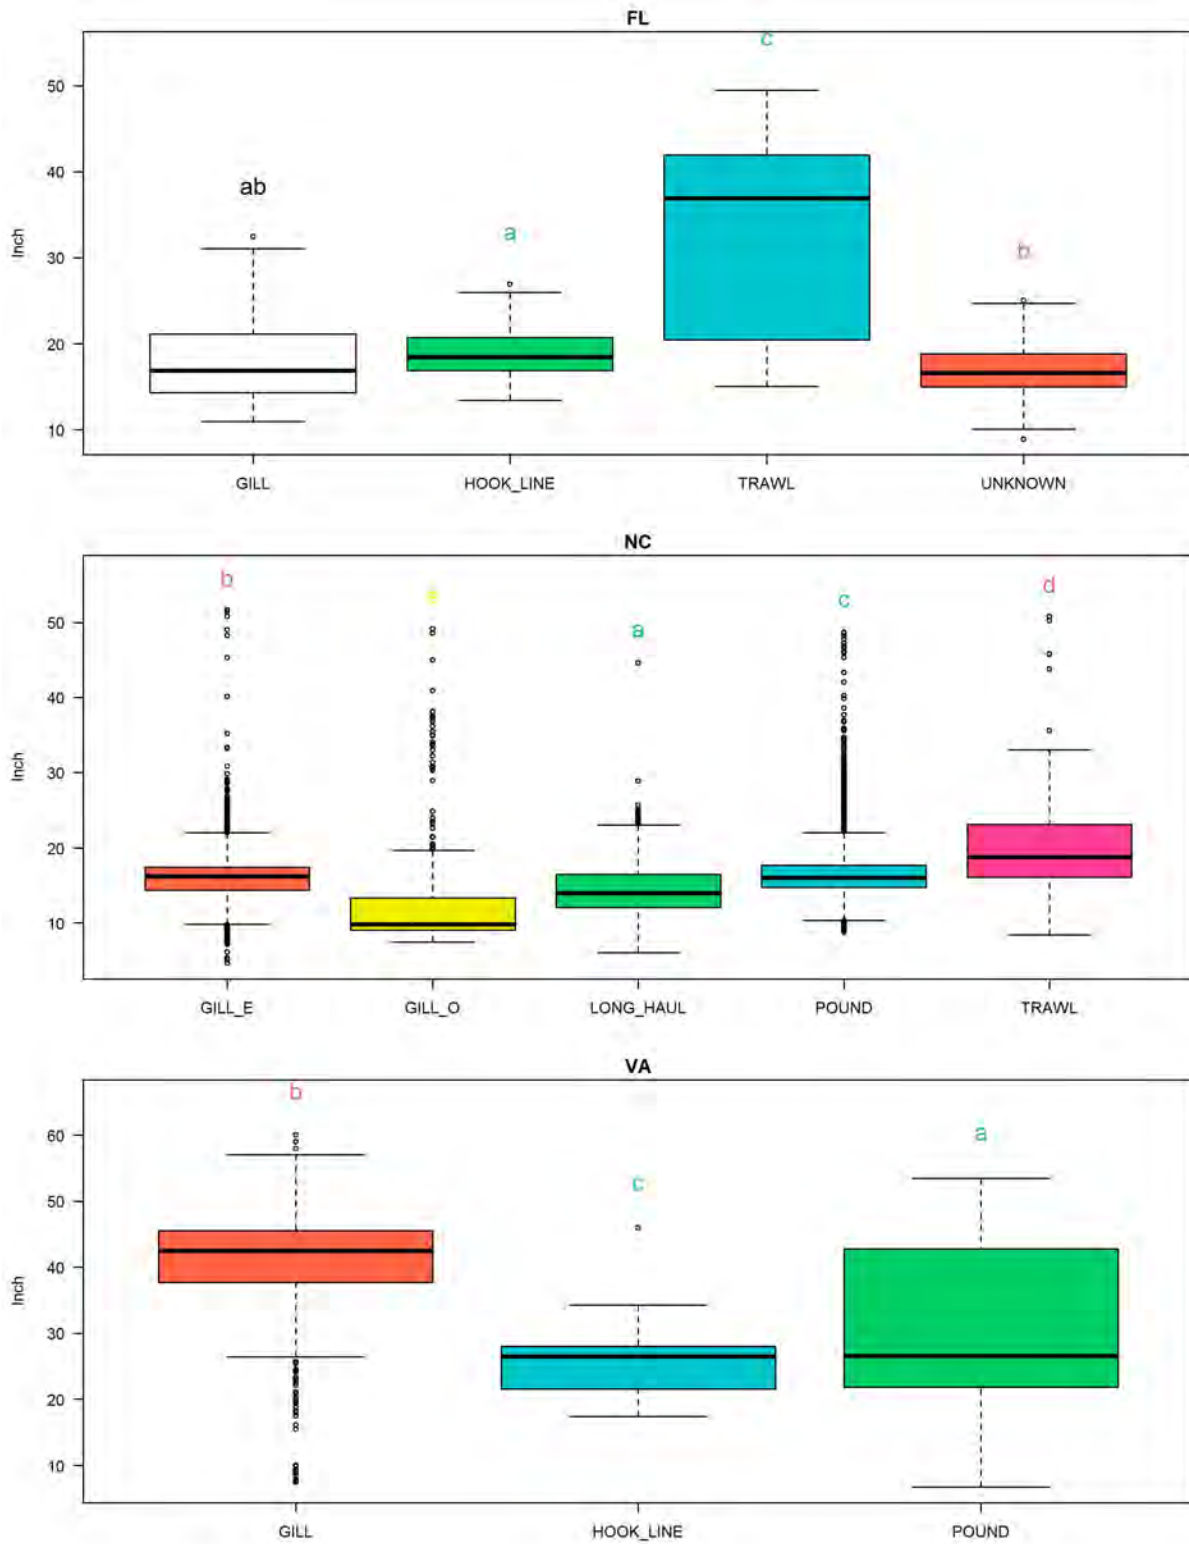 FL
c
50
40
ab
Inch
30
a
b
20
10
GILL HOOK_LINE TRAWL UNKNOWN
NC
b
d
c
50
a
40
Inch
30
20
10
GILL_E GILL_O LONG_HAUL POUND TRAWL
VA
b
60
a
50
c
40
Inch
30
20
10
GILL HOOK_LINE POUND